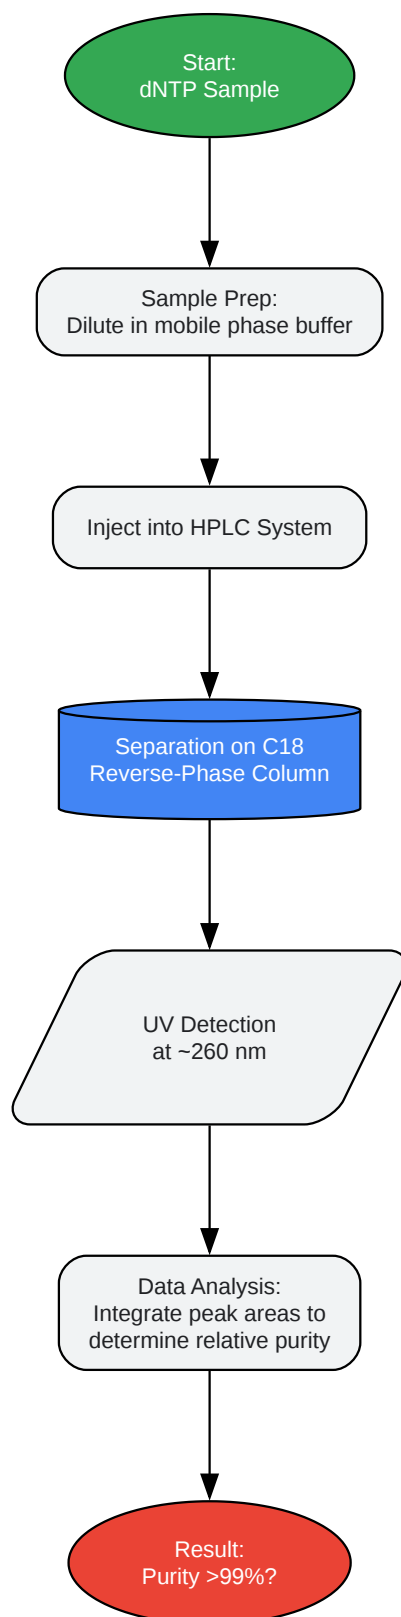 Start:
dNTP Sample
Sample Prep:
Dilute in mobile phase buffer
Inject into HPLC System
Separation on C18
Reverse-Phase Column
UV Detection
at ~260 nm
Data Analysis:
Integrate peak areas to
determine relative purity
Result:
Purity >99%?